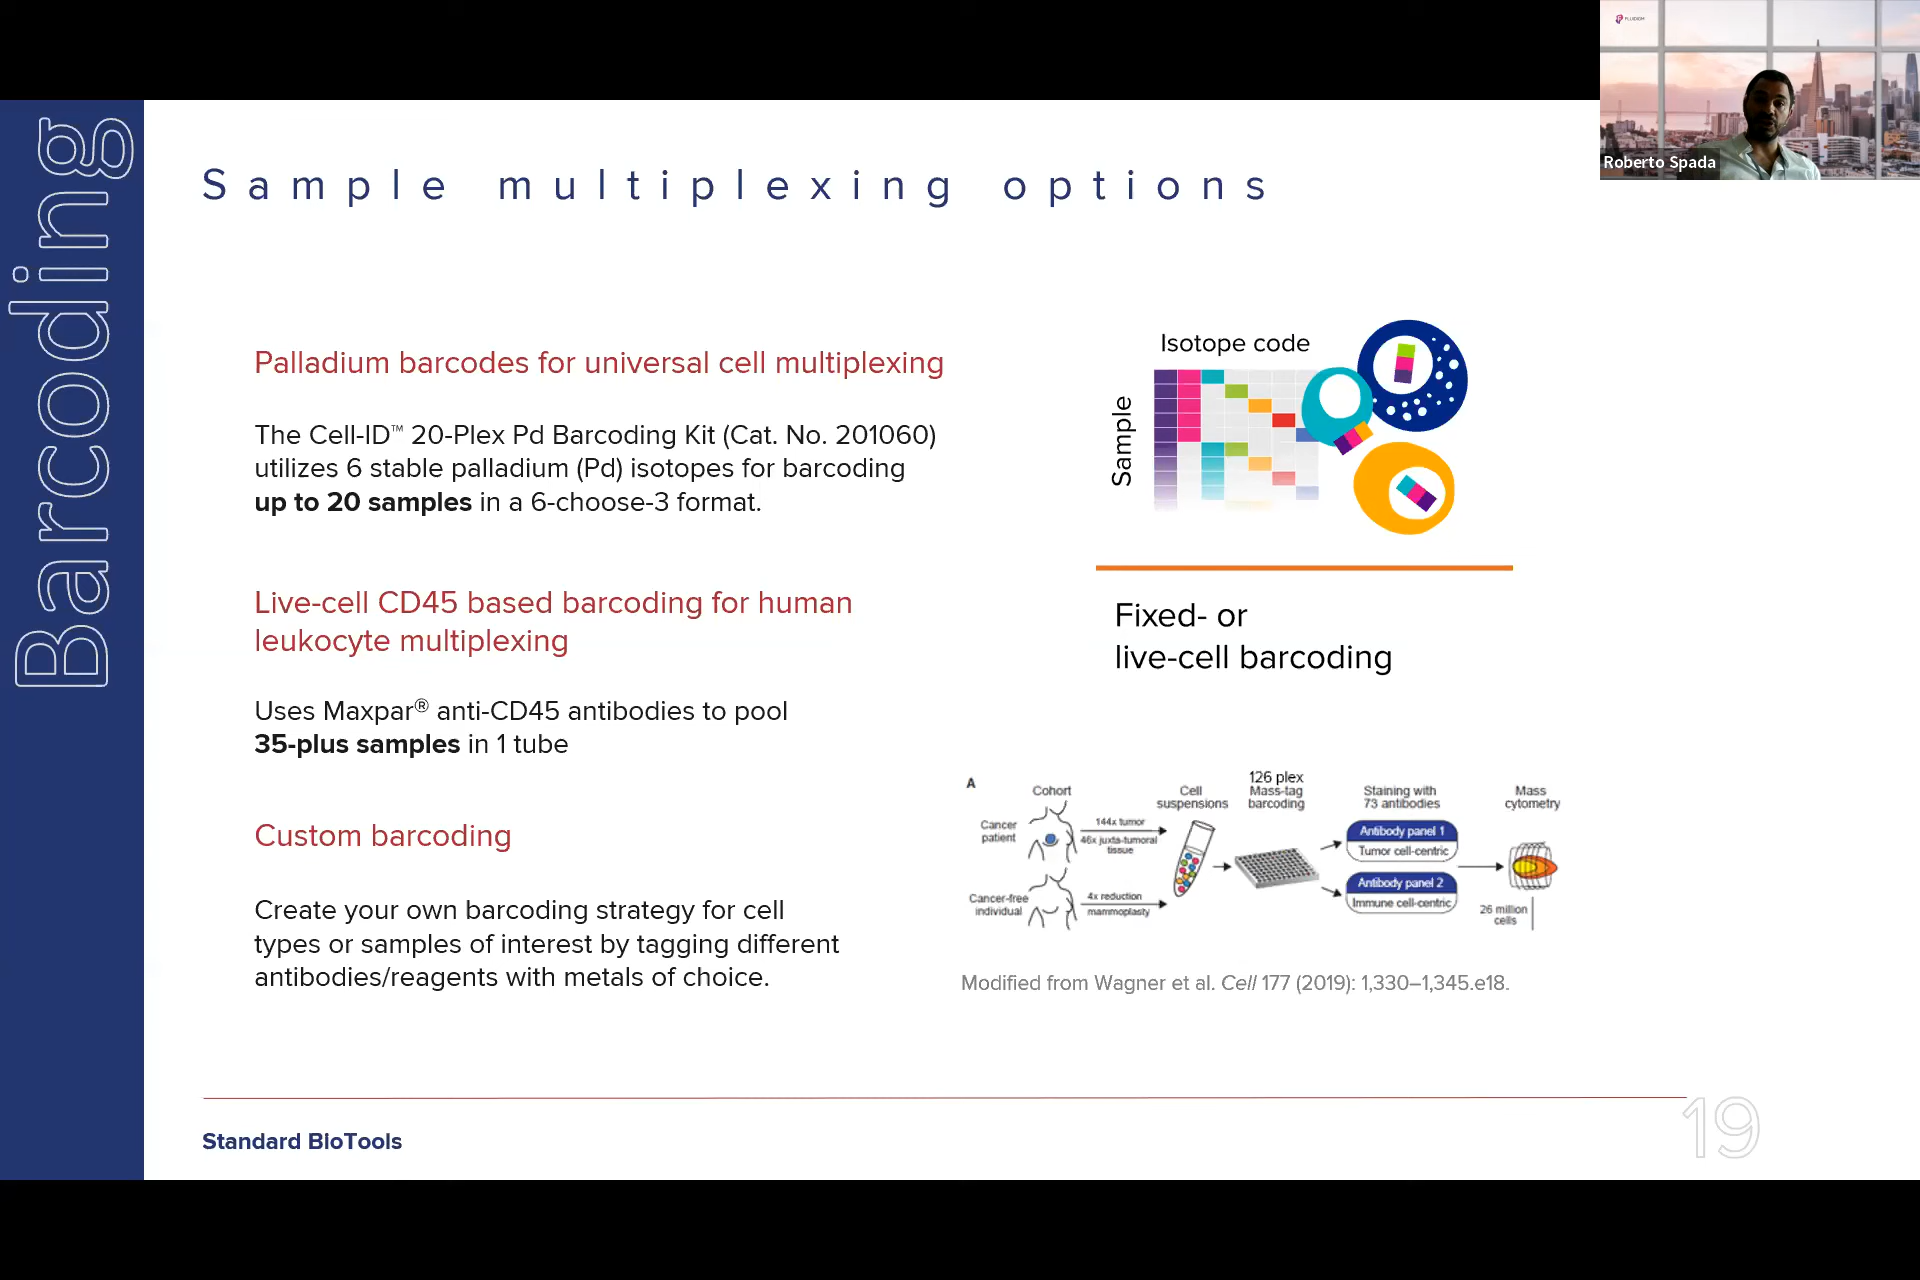 FLUIDIGM
Roberto Spada
Barcoding
Sample multiplexing options
Palladium barcodes for universal cell multiplexing
The Cell-ID™ 20-Plex Pd Barcoding Kit (Cat. No. 201060)
utilizes 6 stable palladium (Pd) isotopes for barcoding
up to 20 samples in a 6-choose-3 format.
Live-cell CD45 based barcoding for human
leukocyte multiplexing
Uses Maxpar® anti-CD45 antibodies to pool
35-plus samples in 1 tube
Custom barcoding
Create your own barcoding strategy for cell
types or samples of interest by tagging different
antibodies/reagents with metals of choice.
Isotope code
Sample
Fixed- or
live-cell barcoding
A
Cohort
Cell
suspensions
126 plex
Mass-tag
barcoding
Staining with
73 antibodies
Mass
cytometry
Cancer
patient
144x tumor
46x juxta-tumoral
tissue
Cancer-free
individual
4x reduction
mammoplasty
Antibody panel 1
Tumor cell-centric
Antibody panel 2
Immune cell-centric
26 million
cells
Modified from Wagner et al. Cell 177 (2019): 1,330–1,345.e18.
Standard BioTools
19